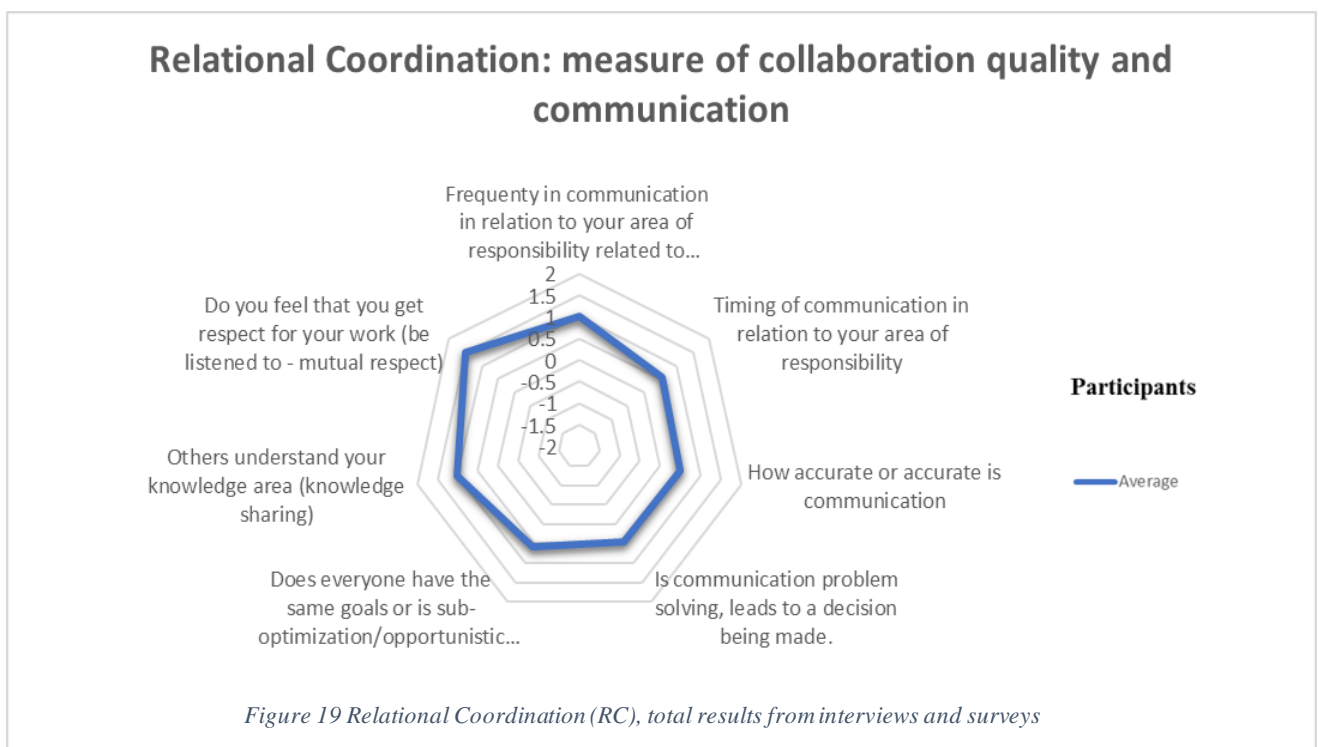 Relational Coordination: measure of collaboration quality and
communication
Frequenty in communication
in relation to your area of
responsibility related to...
2
1.5
1
0.5
0
-0.5
-1
-1.5
-2
Timing of communication in
relation to your area of
responsibility
How accurate or accurate is
communication
Is communication problem
solving, leads to a decision
being made.
Does everyone have the
same goals or is sub-
optimization/opportunistic...
Others understand your
knowledge area (knowledge
sharing)
Do you feel that you get
respect for your work (be
listened to - mutual respect)
Participants
Average
Figure 19 Relational Coordination (RC), total results from interviews and surveys